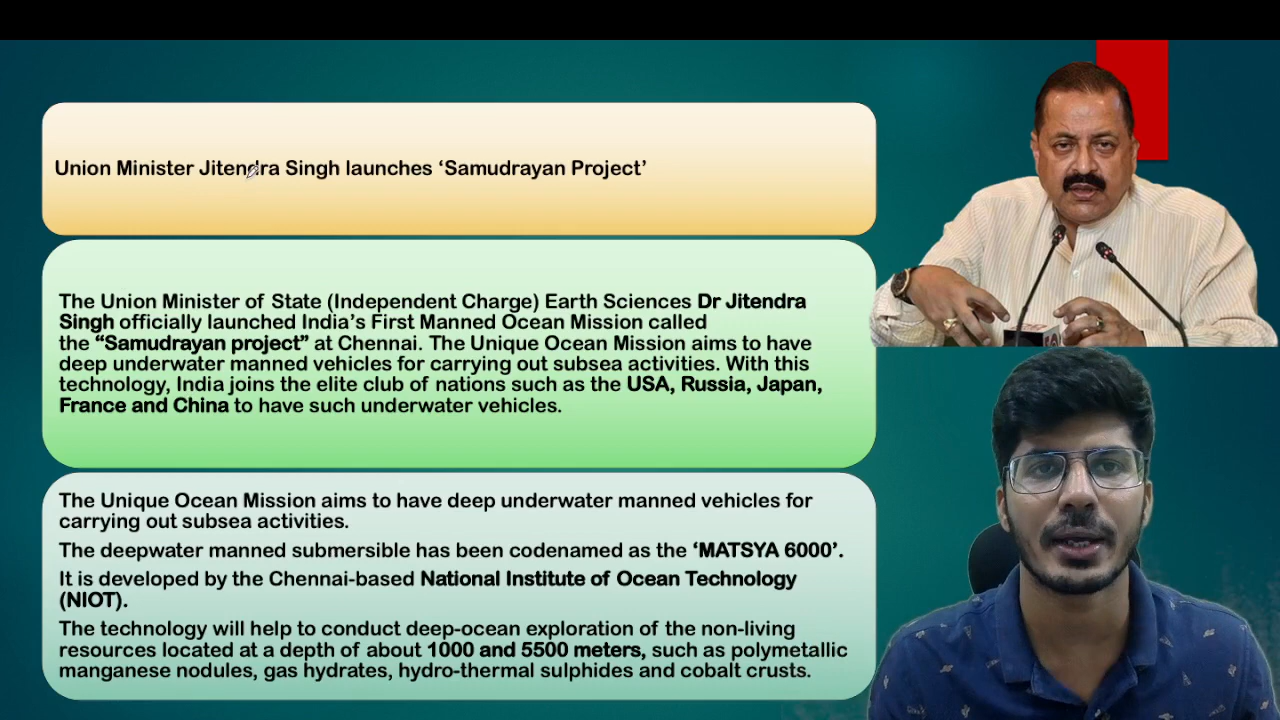 Union Minister Jitendra Singh launches ‘Samudrayan Project’
The Union Minister of State (Independent Charge) Earth Sciences Dr Jitendra
Singh officially launched India’s First Manned Ocean Mission called
the “Samudrayan project” at Chennai. The Unique Ocean Mission aims to have
deep underwater manned vehicles for carrying out subsea activities. With this
technology, India joins the elite club of nations such as the USA, Russia, Japan,
France and China to have such underwater vehicles.
The Unique Ocean Mission aims to have deep underwater manned vehicles for
carrying out subsea activities.
The deepwater manned submersible has been codenamed as the ‘MATSYA 6000’.
It is developed by the Chennai-based National Institute of Ocean Technology
(NIOT).
The technology will help to conduct deep-ocean exploration of the non-living
resources located at a depth of about 1000 and 5500 meters, such as polymetallic
manganese nodules, gas hydrates, hydro-thermal sulphides and cobalt crusts.